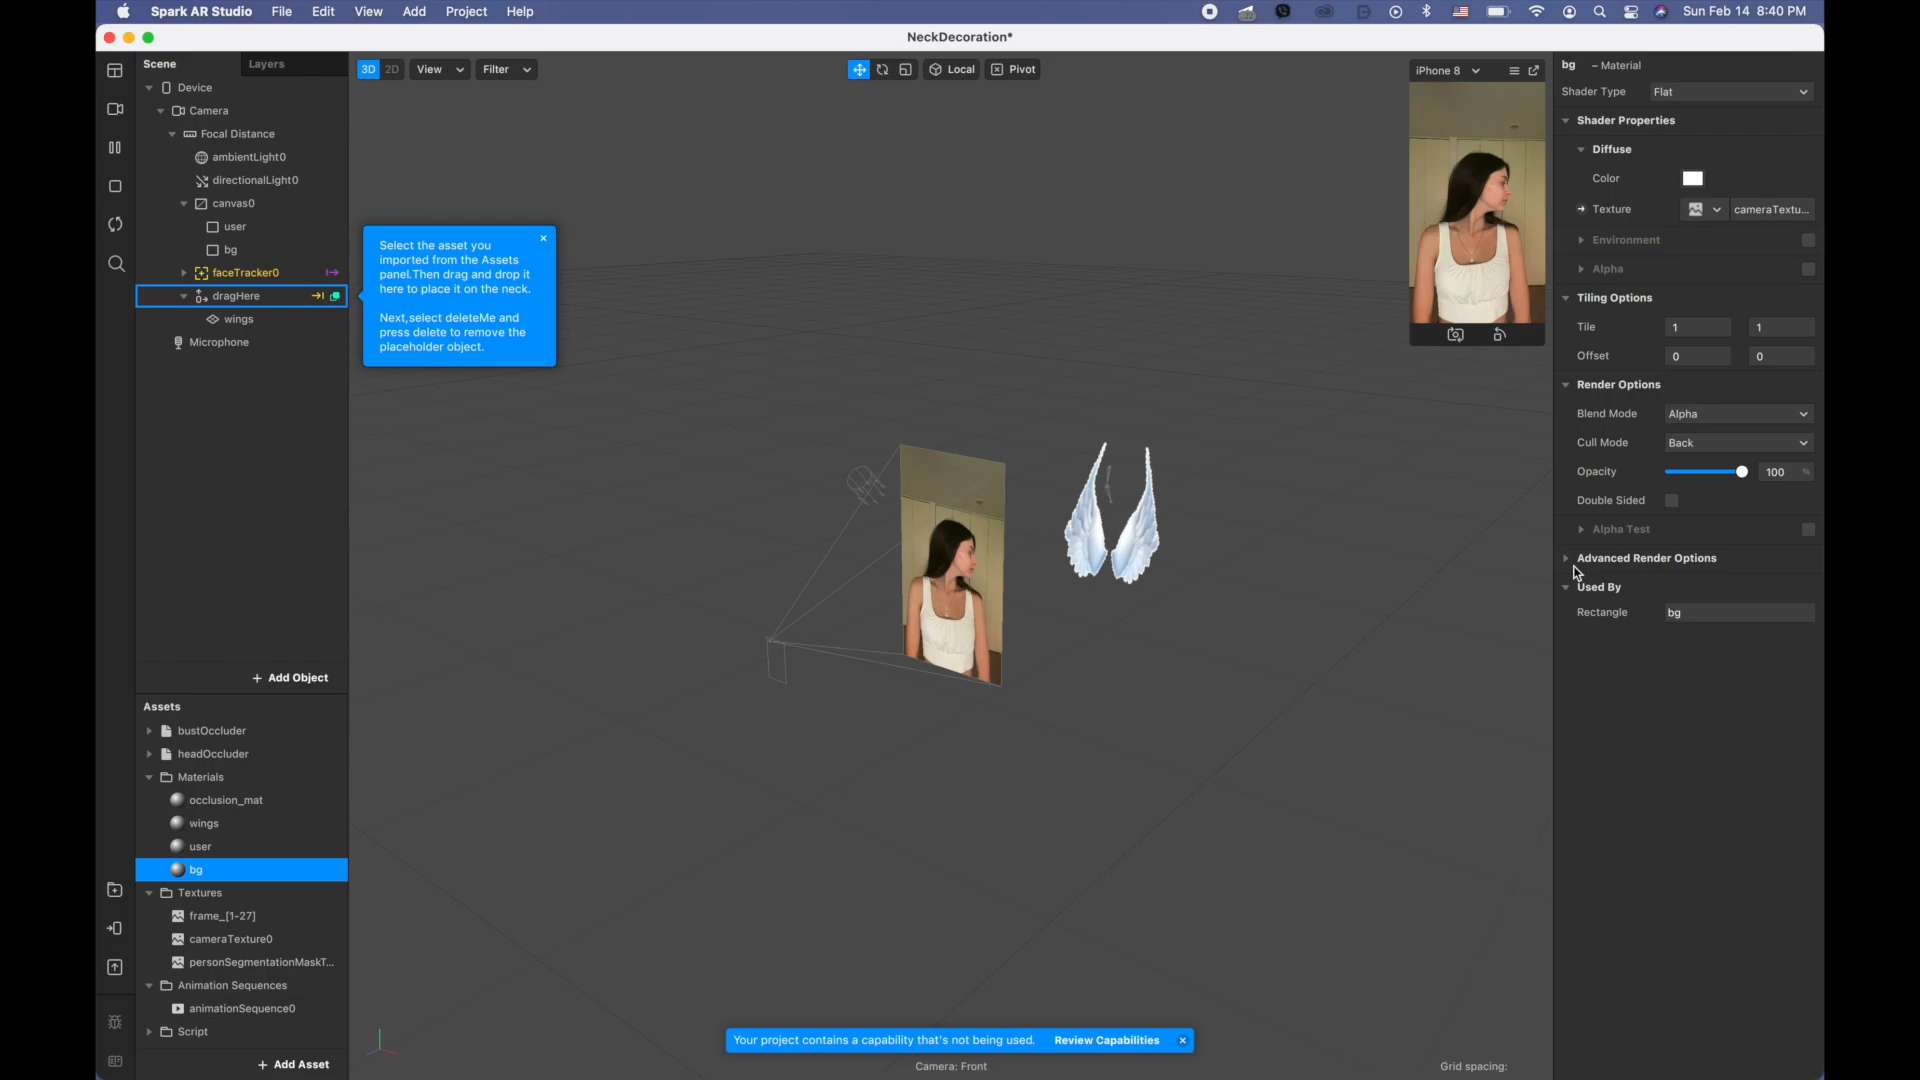 Spark AR Studio File Edit View Add Project Help
Sun Feb 14 8:40 PM
NeckDecoration*
Scene
Layers
Device
Camera
Focal Distance
ambientLight0
directionalLight0
canvas0
user
bg
faceTracker0
dragHere
wings
Microphone
+ Add Object
Assets
bustOccluder
headOccluder
Materials
occlusion_mat
wings
user
bg
Textures
frame_[1-27]
cameraTexture0
personSegmentationMaskT...
Animation Sequences
animationSequence0
Script
+ Add Asset
3D 2D View Filter
Local Pivot
Select the asset you
imported from the Assets
panel.Then drag and drop it
here to place it on the neck.
Next,select deleteMe and
press delete to remove the
placeholder object.
iPhone 8
Your project contains a capability that's not being used. Review Capabilities
Camera: Front
Grid spacing:
bg – Material
Shader Type Flat
Shader Properties
Diffuse
Color
Texture cameraTextu...
Environment
Alpha
Tiling Options
Tile 1 1
Offset 0 0
Render Options
Blend Mode Alpha
Cull Mode Back
Opacity 100 %
Double Sided
Alpha Test
Advanced Render Options
Used By
Rectangle bg